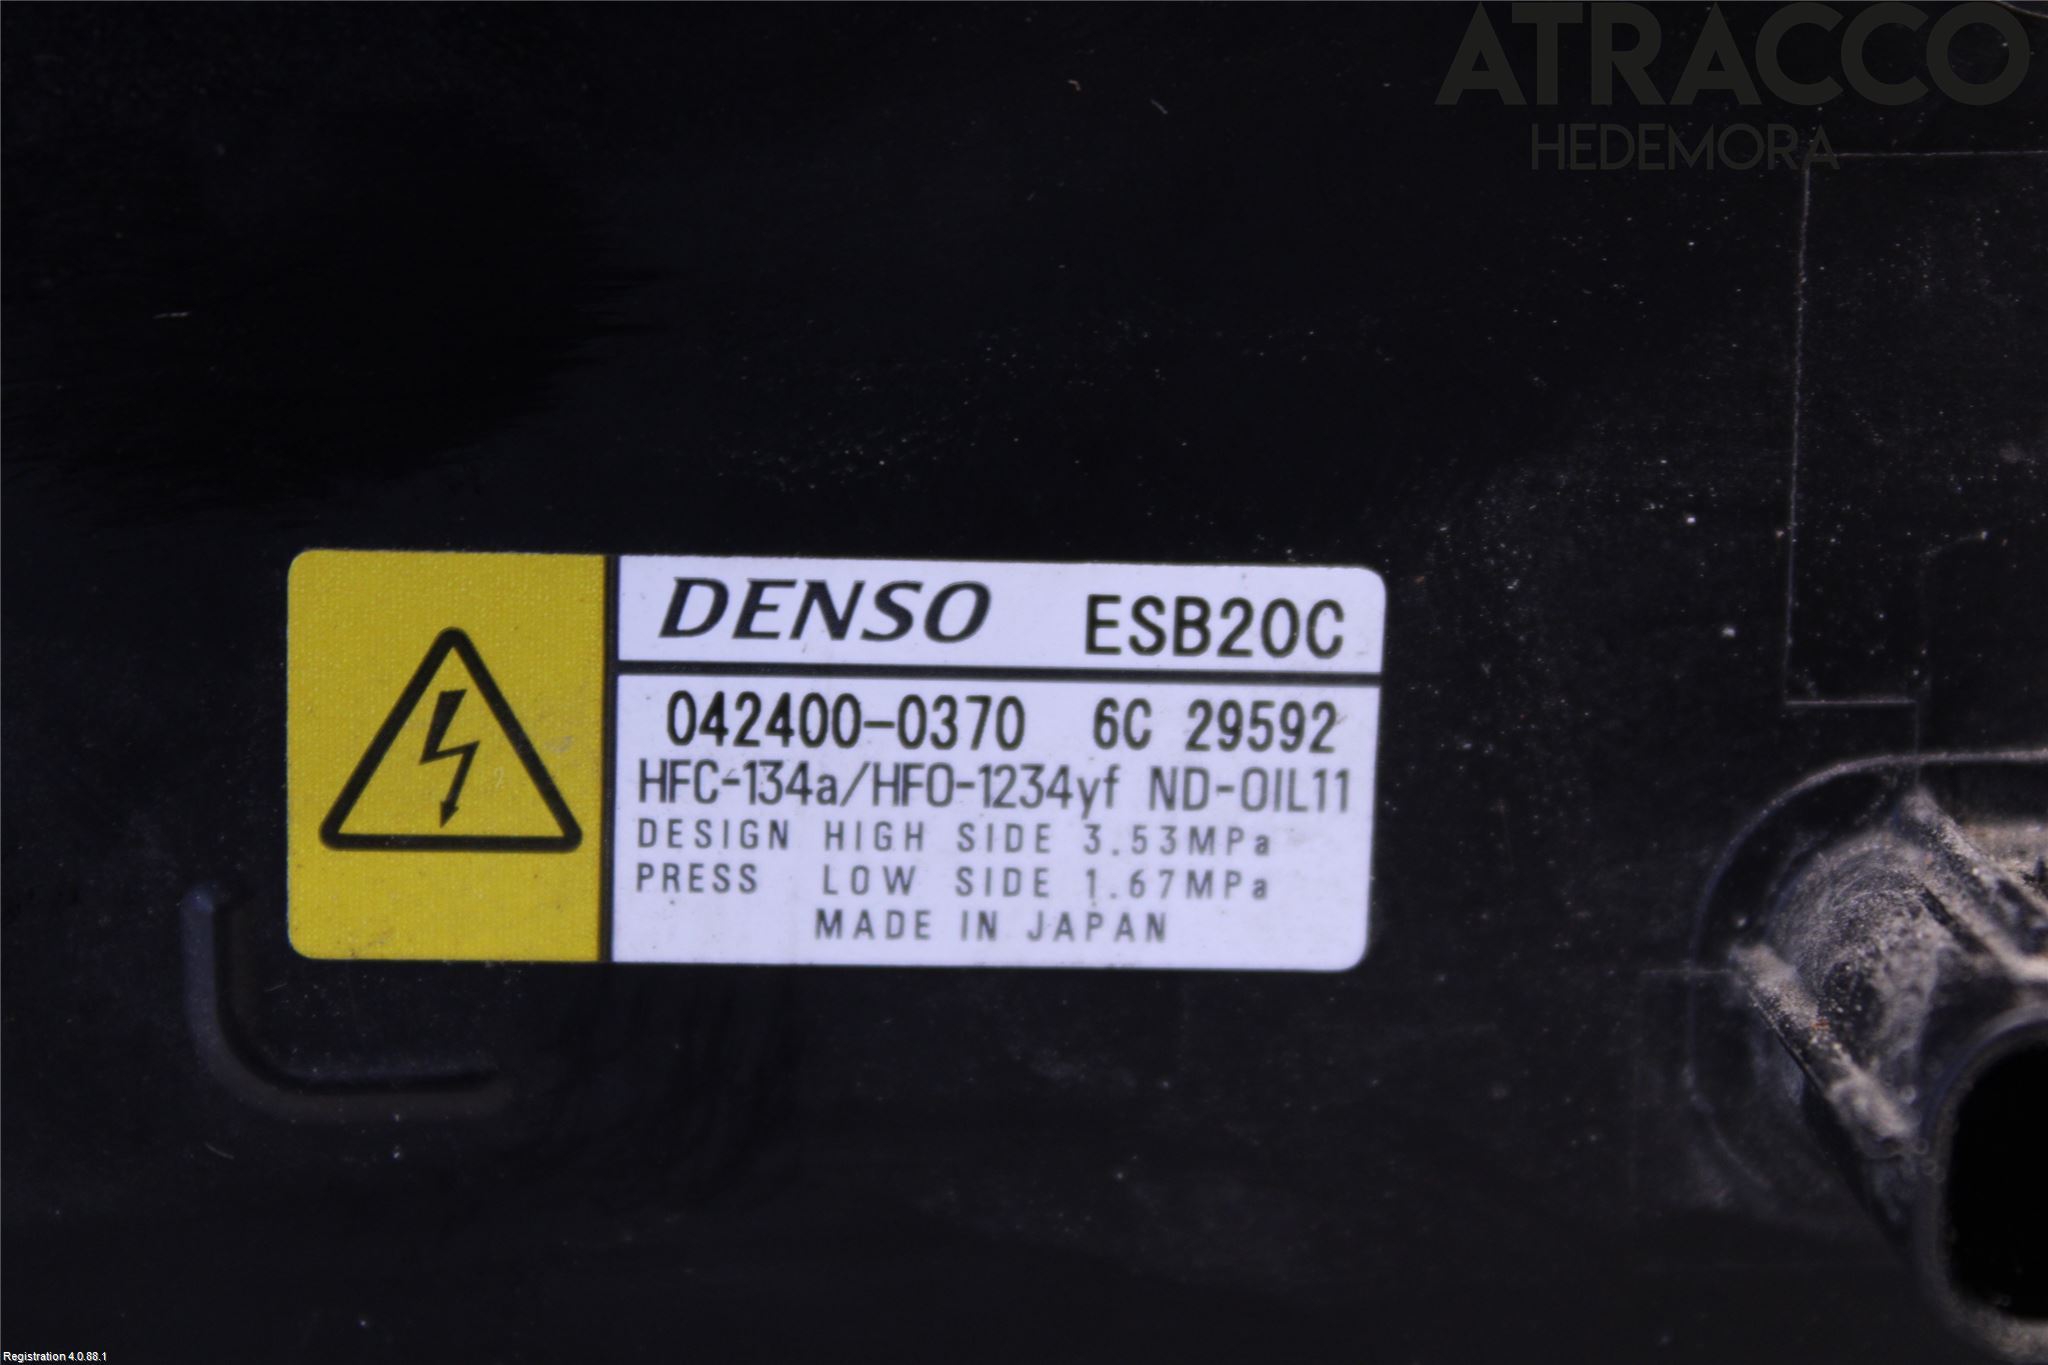 ATRACCO
HEDEMORA
DENSO ESB20C
042400-0370 6C 29592
HFC-134a/HFO-1234yf ND-OIL11
DESIGN HIGH SIDE 3.53MPa
PRESS LOW SIDE 1.67MPa
MADE IN JAPAN
Registration 4.0.88.1